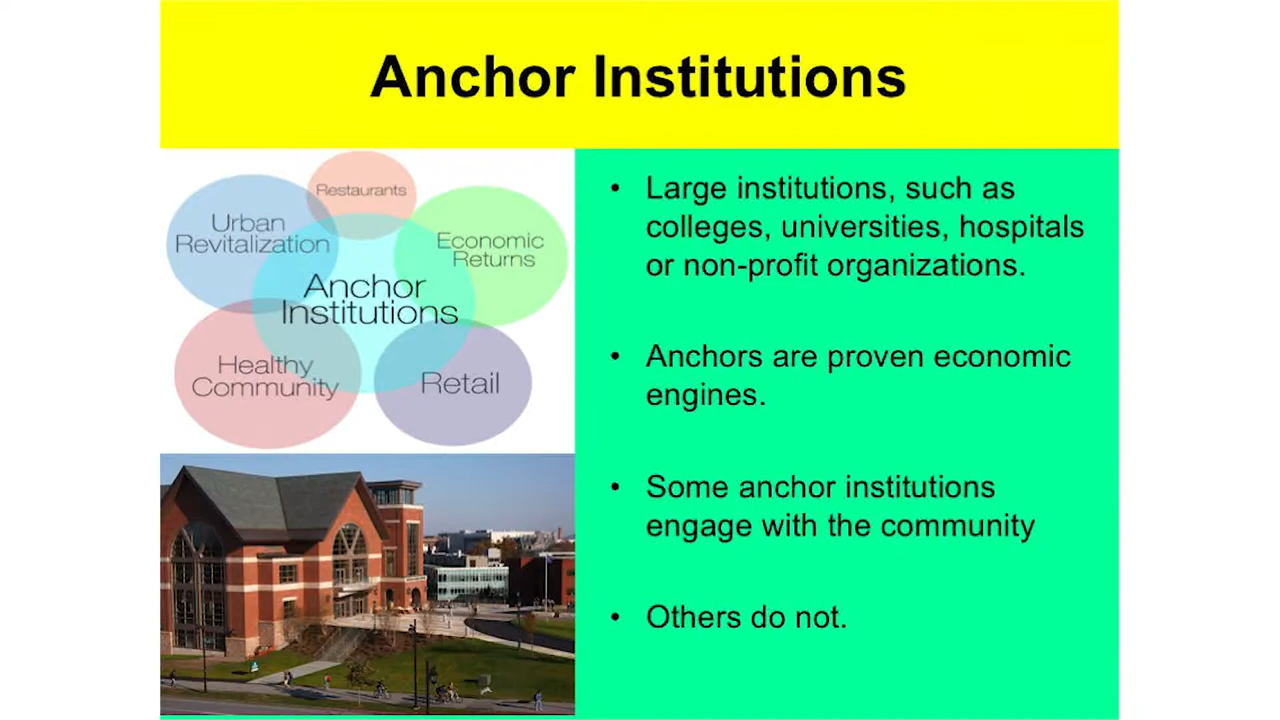 Anchor Institutions
Restaurants
Urban
Revitalization
Economic
Returns
Anchor
Institutions
Healthy
Community
Retail
• Large institutions, such as
colleges, universities, hospitals
or non-profit organizations.
• Anchors are proven economic
engines.
• Some anchor institutions
engage with the community
• Others do not.